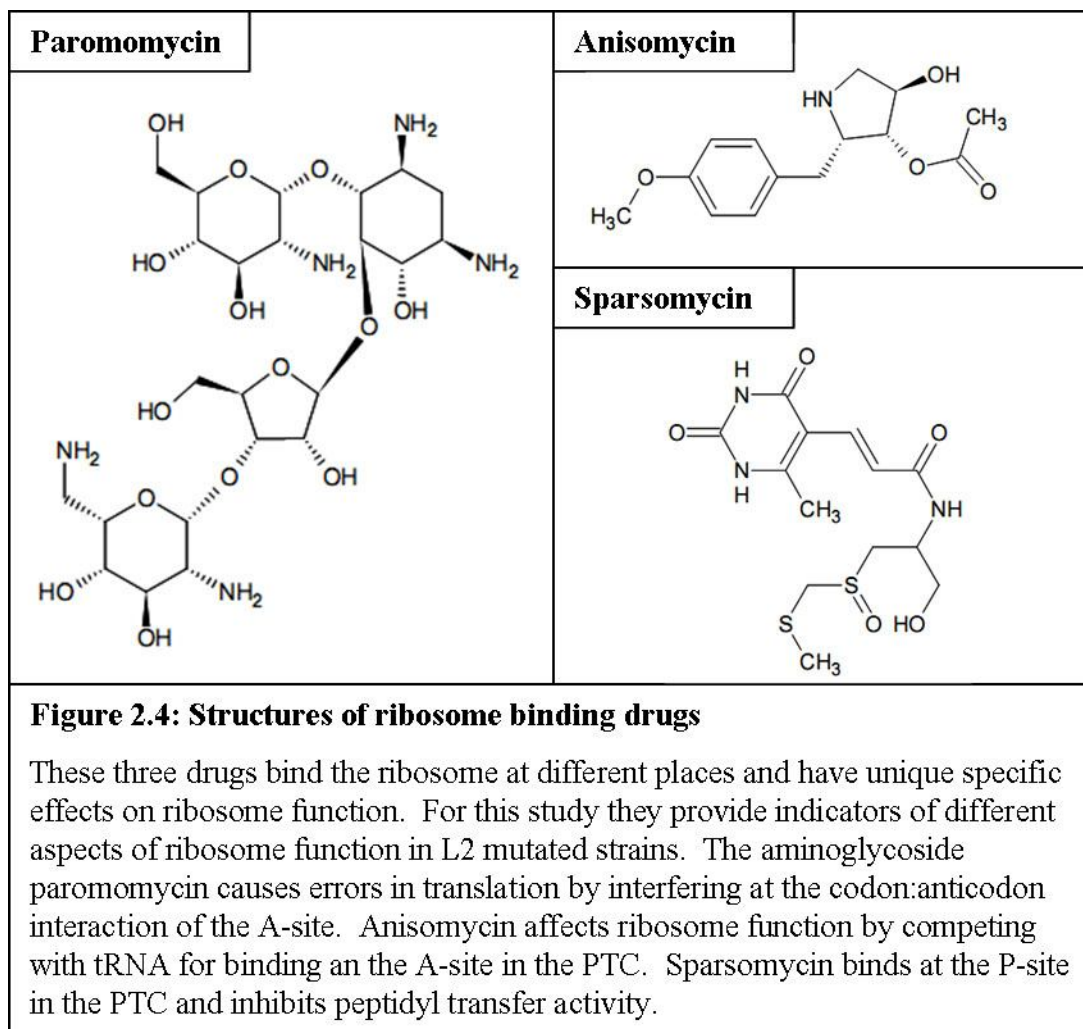 Paromomycin
OH
NH₂
O
O
O
HO
NH₂
NH₂
HO
OH
OH
O
O
HO
NH₂
O
OH
O
HO
NH₂
OH
Anisomycin
OH
HN
CH₃
O
O
O
H₃C
Sparsomycin
O
H
N
O
O
N
H
CH₃
NH
S
S
O
HO
CH₃
Figure 2.4: Structures of ribosome binding drugs
These three drugs bind the ribosome at different places and have unique specific
effects on ribosome function. For this study they provide indicators of different
aspects of ribosome function in L2 mutated strains. The aminoglycoside
paromomycin causes errors in translation by interfering at the codon:anticodon
interaction of the A-site. Anisomycin affects ribosome function by competing
with tRNA for binding an the A-site in the PTC. Sparsomycin binds at the P-site
in the PTC and inhibits peptidyl transfer activity.